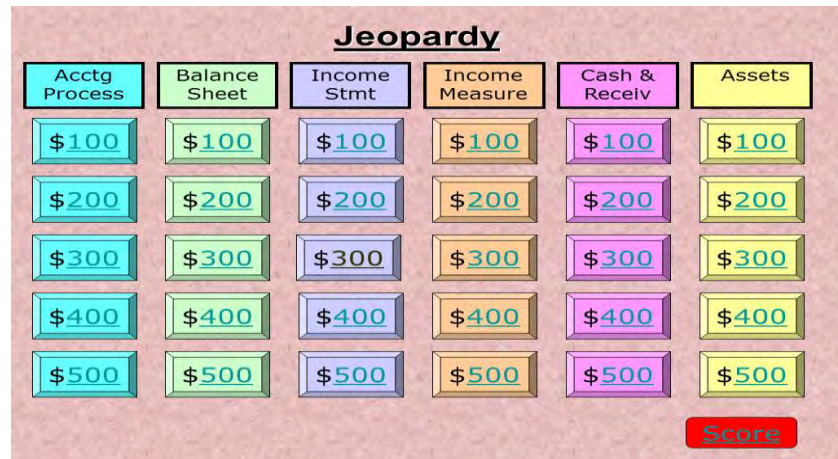 Jeopardy
Acctg Process
Balance Sheet
Income Stmt
Income Measure
Cash & Receiv
Assets
$100 $100 $100 $100 $100 $100
$200 $200 $200 $200 $200 $200
$300 $300 $300 $300 $300 $300
$400 $400 $400 $400 $400 $400
$500 $500 $500 $500 $500 $500
Score